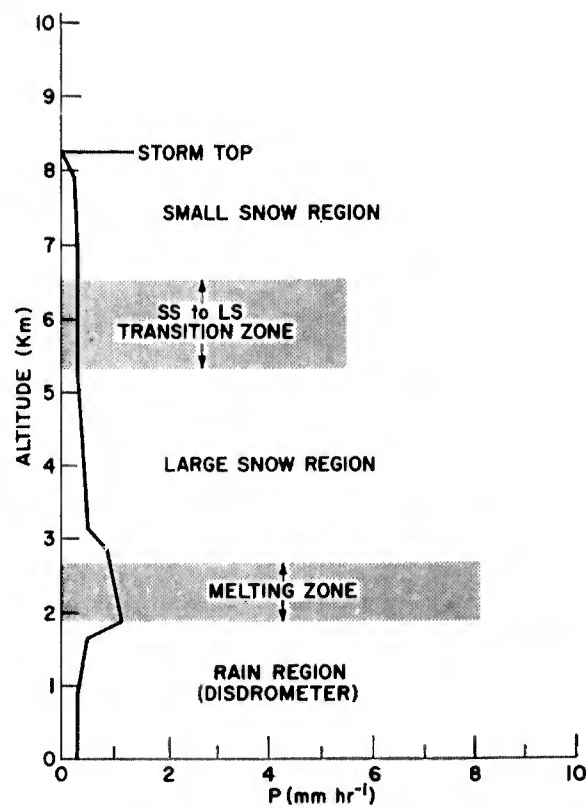 10
9
8
7
6
5
4
3
2
1
0
ALTITUDE (Km)
STORM TOP
SMALL SNOW REGION
SS to LS
TRANSITION ZONE
LARGE SNOW REGION
MELTING ZONE
RAIN REGION
(DISDROMETER)
0 2 4 6 8 10
P (mm hr⁻¹)